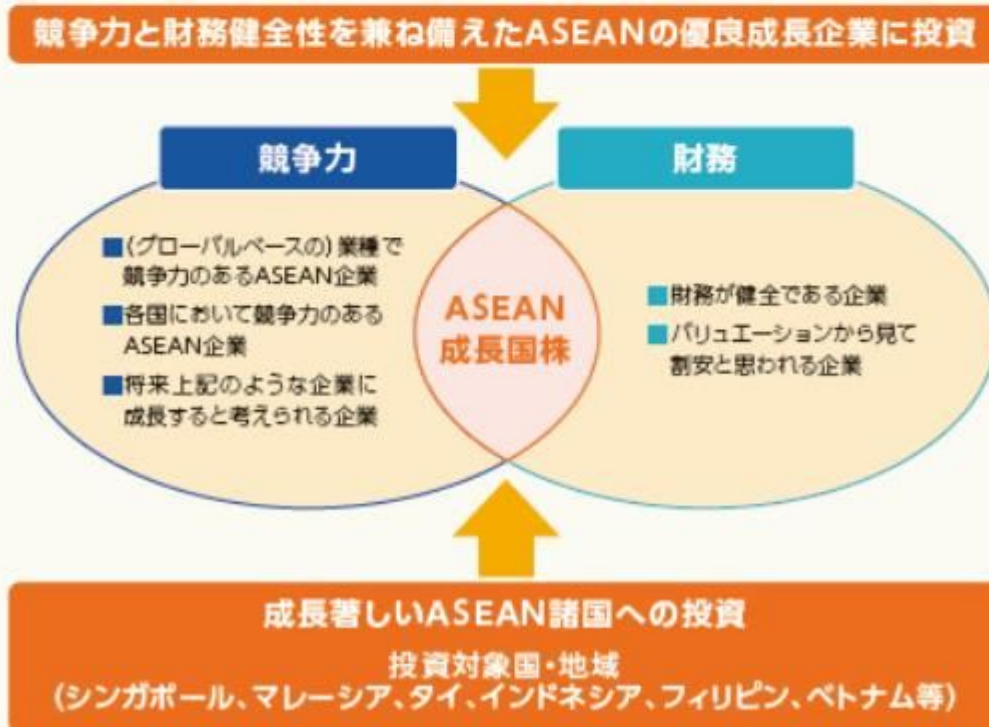 競争力と財務健全性を兼ね備えたASEANの優良成長企業に投資
競争力
■(グローバルベースの)業種で
競争力のあるASEAN企業
■各国において競争力のある
ASEAN企業
■将来上記のような企業に
成長すると考えられる企業
ASEAN
成長国株
財務
■財務が健全である企業
■バリュエーションから見て
割安と思われる企業
成長著しいASEAN諸国への投資
投資対象国・地域
(シンガポール、マレーシア、タイ、インドネシア、フィリピン、ベトナム等)